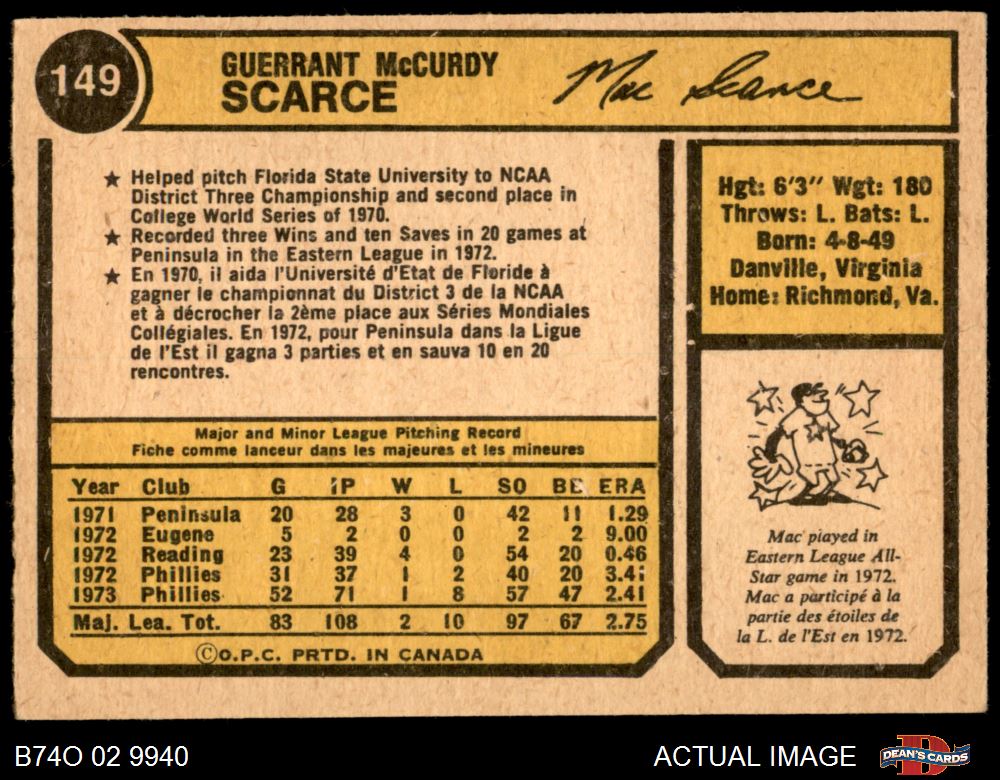 149
GUERRANT McCURDY
SCARCE
Mac Scarce
★ Helped pitch Florida State University to NCAA
District Three Championship and second place in
College World Series of 1970.
★ Recorded three Wins and ten Saves in 20 games at
Peninsula in the Eastern League in 1972.
★ En 1970, il aida l'Université d'Etat de Floride à
gagner le championnat du District 3 de la NCAA
et à décrocher la 2ème place aux Séries Mondiales
Collégiales. En 1972, pour Peninsula dans la Ligue
de l'Est il gagna 3 parties et en sauva 10 en 20
rencontres.
Hgt: 6'3" Wgt: 180
Throws: L. Bats: L.
Born: 4-8-49
Danville, Virginia
Home: Richmond, Va.
Major and Minor League Pitching Record
Fiche comme lanceur dans les majeures et les mineures
Year Club G IP W L SO BB ERA
1971 Peninsula 20 28 3 0 42 11 1.29
1972 Eugene 5 2 0 0 2 2 9.00
1972 Reading 23 39 4 0 54 20 0.46
1972 Phillies 31 37 1 2 40 20 3.41
1973 Phillies 52 71 1 8 57 47 2.41
Maj. Lea. Tot. 83 108 2 10 97 67 2.75
©O.P.C. PRTD. IN CANADA
Mac played in
Eastern League All-
Star game in 1972.
Mac a participé à la
partie des étoiles de
la L. de l'Est en 1972.
B74O 02 9940
ACTUAL IMAGE
DEAN'S CARDS